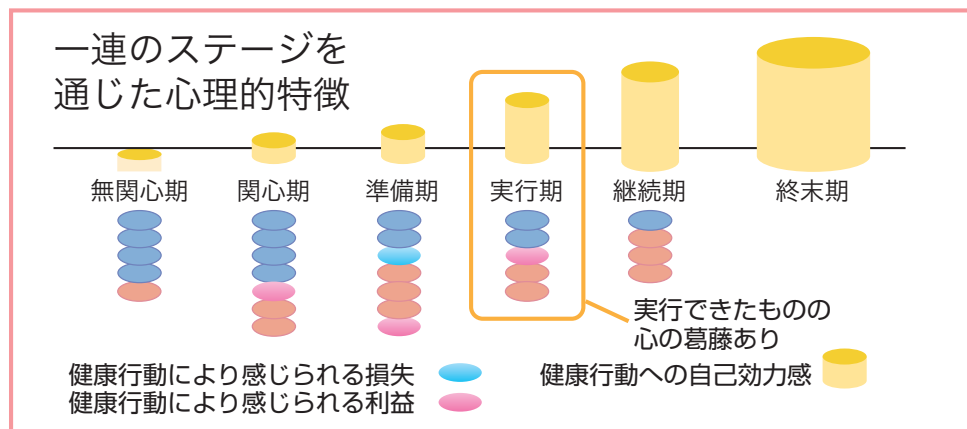 一連のステージを
通じた心理的特徴
無関心期 関心期 準備期 実行期 継続期 終末期
実行できたものの
心の葛藤あり
健康行動により感じられる損失
健康行動により感じられる利益
健康行動への自己効力感